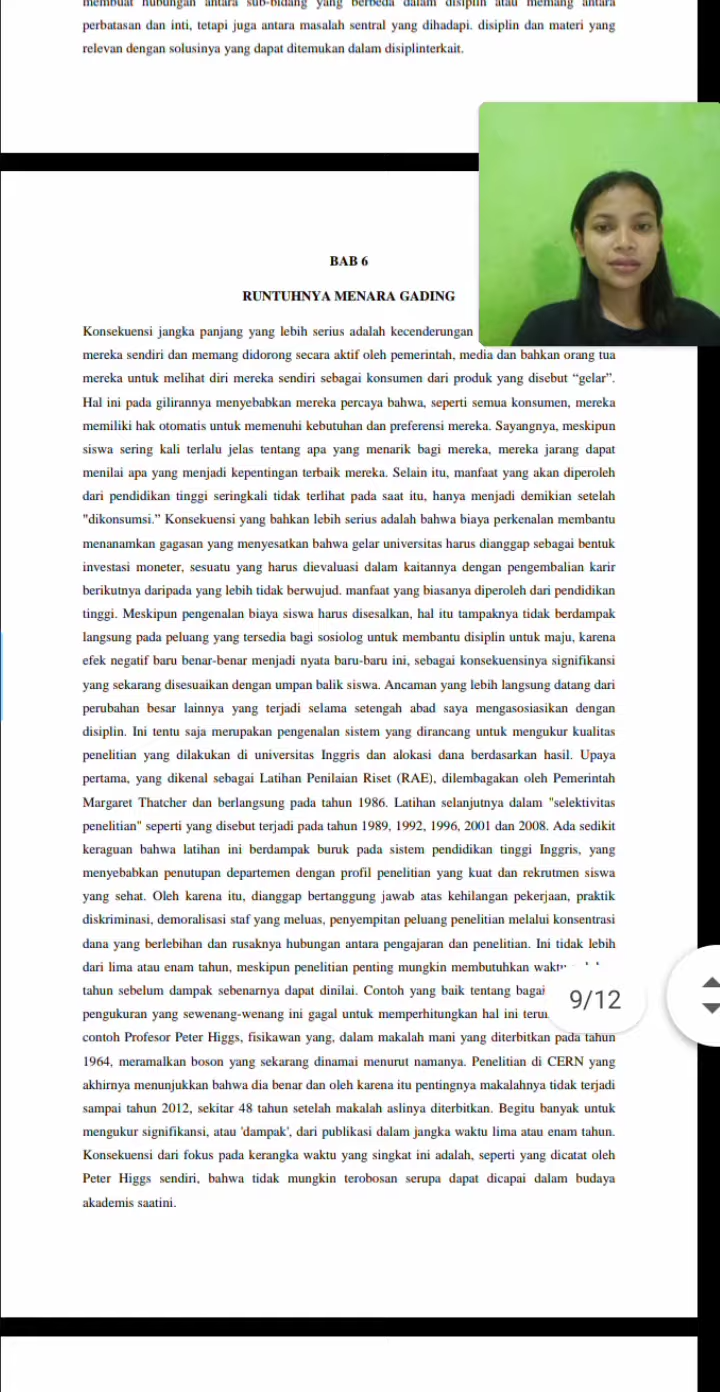 membuat hubungan antara sub-bidang yang berbeda dalam disiplin atau memang antara
perbatasan dan inti, tetapi juga antara masalah sentral yang dihadapi. disiplin dan materi yang
relevan dengan solusinya yang dapat ditemukan dalam disiplinterkait.
BAB 6
RUNTUHNYA MENARA GADING
Konsekuensi jangka panjang yang lebih serius adalah kecenderungan
mereka sendiri dan memang didorong secara aktif oleh pemerintah, media dan bahkan orang tua
mereka untuk melihat diri mereka sendiri sebagai konsumen dari produk yang disebut “gelar”.
Hal ini pada gilirannya menyebabkan mereka percaya bahwa, seperti semua konsumen, mereka
memiliki hak otomatis untuk memenuhi kebutuhan dan preferensi mereka. Sayangnya, meskipun
siswa sering kali terlalu jelas tentang apa yang menarik bagi mereka, mereka jarang dapat
menilai apa yang menjadi kepentingan terbaik mereka. Selain itu, manfaat yang akan diperoleh
dari pendidikan tinggi seringkali tidak terlihat pada saat itu, hanya menjadi demikian setelah
"dikonsumsi.” Konsekuensi yang bahkan lebih serius adalah bahwa biaya perkenalan membantu
menanamkan gagasan yang menyesatkan bahwa gelar universitas harus dianggap sebagai bentuk
investasi moneter, sesuatu yang harus dievaluasi dalam kaitannya dengan pengembalian karir
berikutnya daripada yang lebih tidak berwujud. manfaat yang biasanya diperoleh dari pendidikan
tinggi. Meskipun pengenalan biaya siswa harus disesalkan, hal itu tampaknya tidak berdampak
langsung pada peluang yang tersedia bagi sosiolog untuk membantu disiplin untuk maju, karena
efek negatif baru benar-benar menjadi nyata baru-baru ini, sebagai konsekuensinya signifikansi
yang sekarang disesuaikan dengan umpan balik siswa. Ancaman yang lebih langsung datang dari
perubahan besar lainnya yang terjadi selama setengah abad saya mengasosiasikan dengan
disiplin. Ini tentu saja merupakan pengenalan sistem yang dirancang untuk mengukur kualitas
penelitian yang dilakukan di universitas Inggris dan alokasi dana berdasarkan hasil. Upaya
pertama, yang dikenal sebagai Latihan Penilaian Riset (RAE), dilembagakan oleh Pemerintah
Margaret Thatcher dan berlangsung pada tahun 1986. Latihan selanjutnya dalam "selektivitas
penelitian" seperti yang disebut terjadi pada tahun 1989, 1992, 1996, 2001 dan 2008. Ada sedikit
keraguan bahwa latihan ini berdampak buruk pada sistem pendidikan tinggi Inggris, yang
menyebabkan penutupan departemen dengan profil penelitian yang kuat dan rekrutmen siswa
yang sehat. Oleh karena itu, dianggap bertanggung jawab atas kehilangan pekerjaan, praktik
diskriminasi, demoralisasi staf yang meluas, penyempitan peluang penelitian melalui konsentrasi
dana yang berlebihan dan rusaknya hubungan antara pengajaran dan penelitian. Ini tidak lebih
dari lima atau enam tahun, meskipun penelitian penting mungkin membutuhkan
tahun sebelum dampak sebenarnya dapat dinilai. Contoh yang baik tentang
pengukuran yang sewenang-wenang ini gagal untuk memperhitungkan hal ini
9/12
contoh Profesor Peter Higgs, fisikawan yang, dalam makalah mani yang diterbitkan pada tahun
1964, meramalkan boson yang sekarang dinamai menurut namanya. Penelitian di CERN yang
akhirnya menunjukkan bahwa dia benar dan oleh karena itu pentingnya makalahnya tidak terjadi
sampai tahun 2012, sekitar 48 tahun setelah makalah aslinya diterbitkan. Begitu banyak untuk
mengukur signifikansi, atau 'dampak', dari publikasi dalam jangka waktu lima atau enam tahun.
Konsekuensi dari fokus pada kerangka waktu yang singkat ini adalah, seperti yang dicatat oleh
Peter Higgs sendiri, bahwa tidak mungkin terobosan serupa dapat dicapai dalam budaya
akademis saatini.